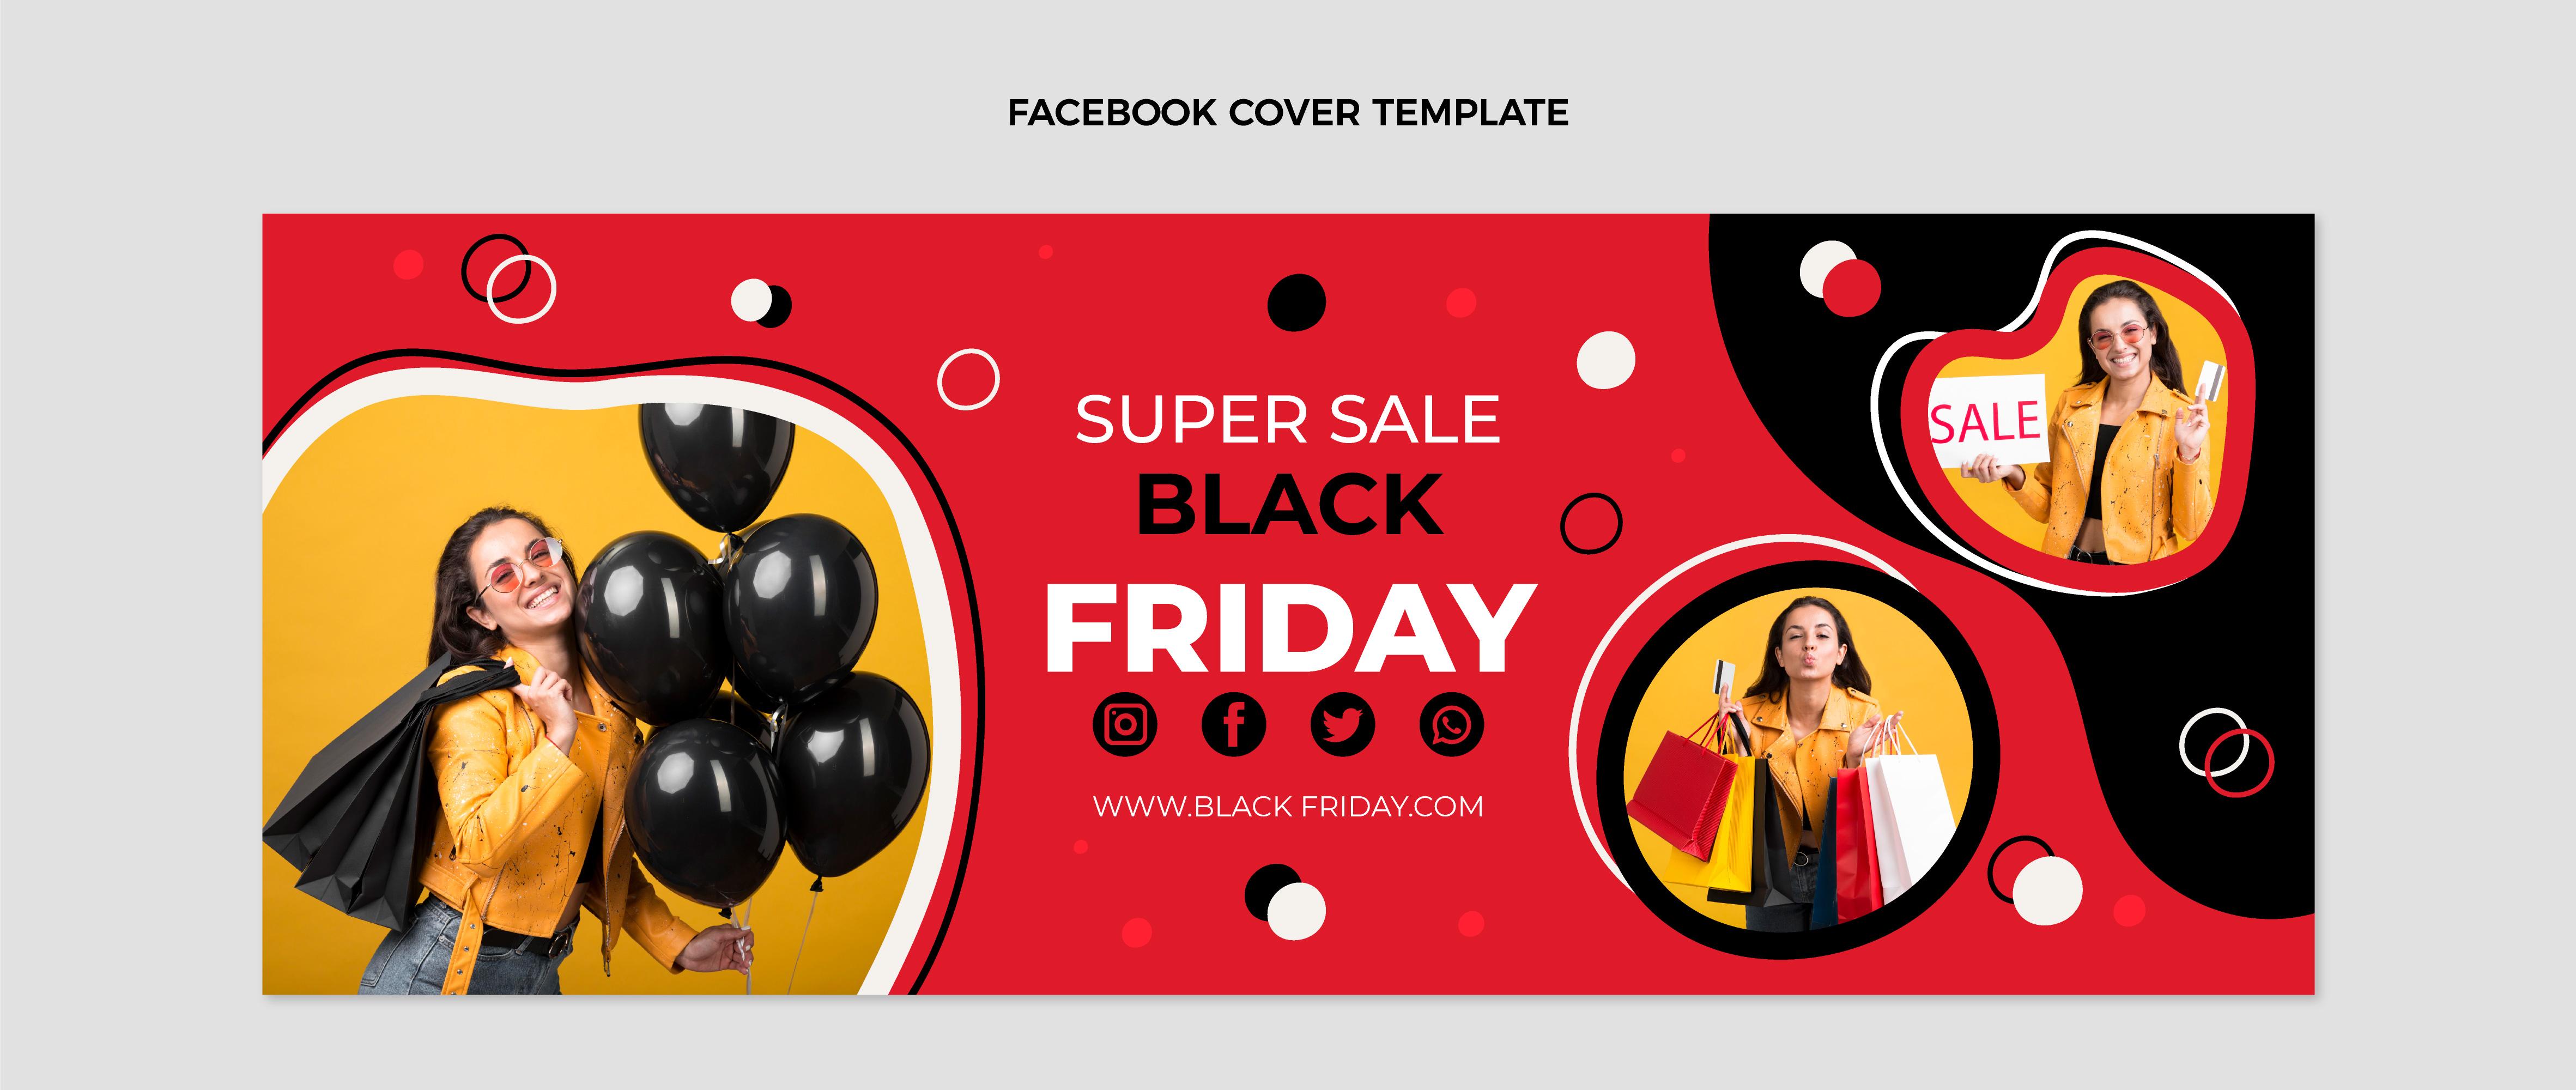 FACEBOOK COVER TEMPLATE
SUPER SALE
BLACK
FRIDAY
WWW.BLACK FRIDAY.COM
SALE